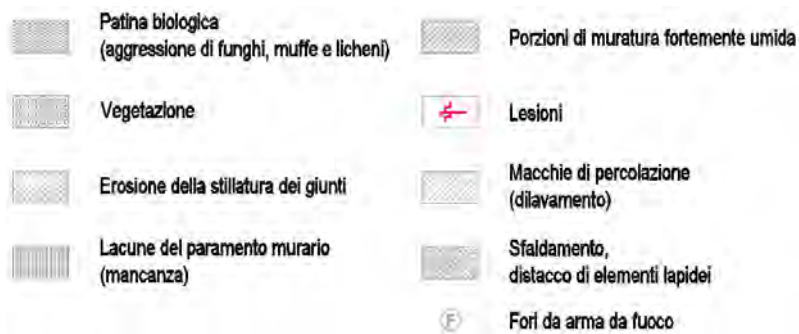 Patina biologica
(aggressione di funghi, muffe e licheni)
Vegetazione
Erosione della stillatura dei giunti
Lacune del paramento murario
(mancanza)
Porzioni di muratura fortemente umida
Lesioni
Macchie di percolazione
(dilavamento)
Sfaldamento,
distacco di elementi lapidei
F Fori da arma da fuoco